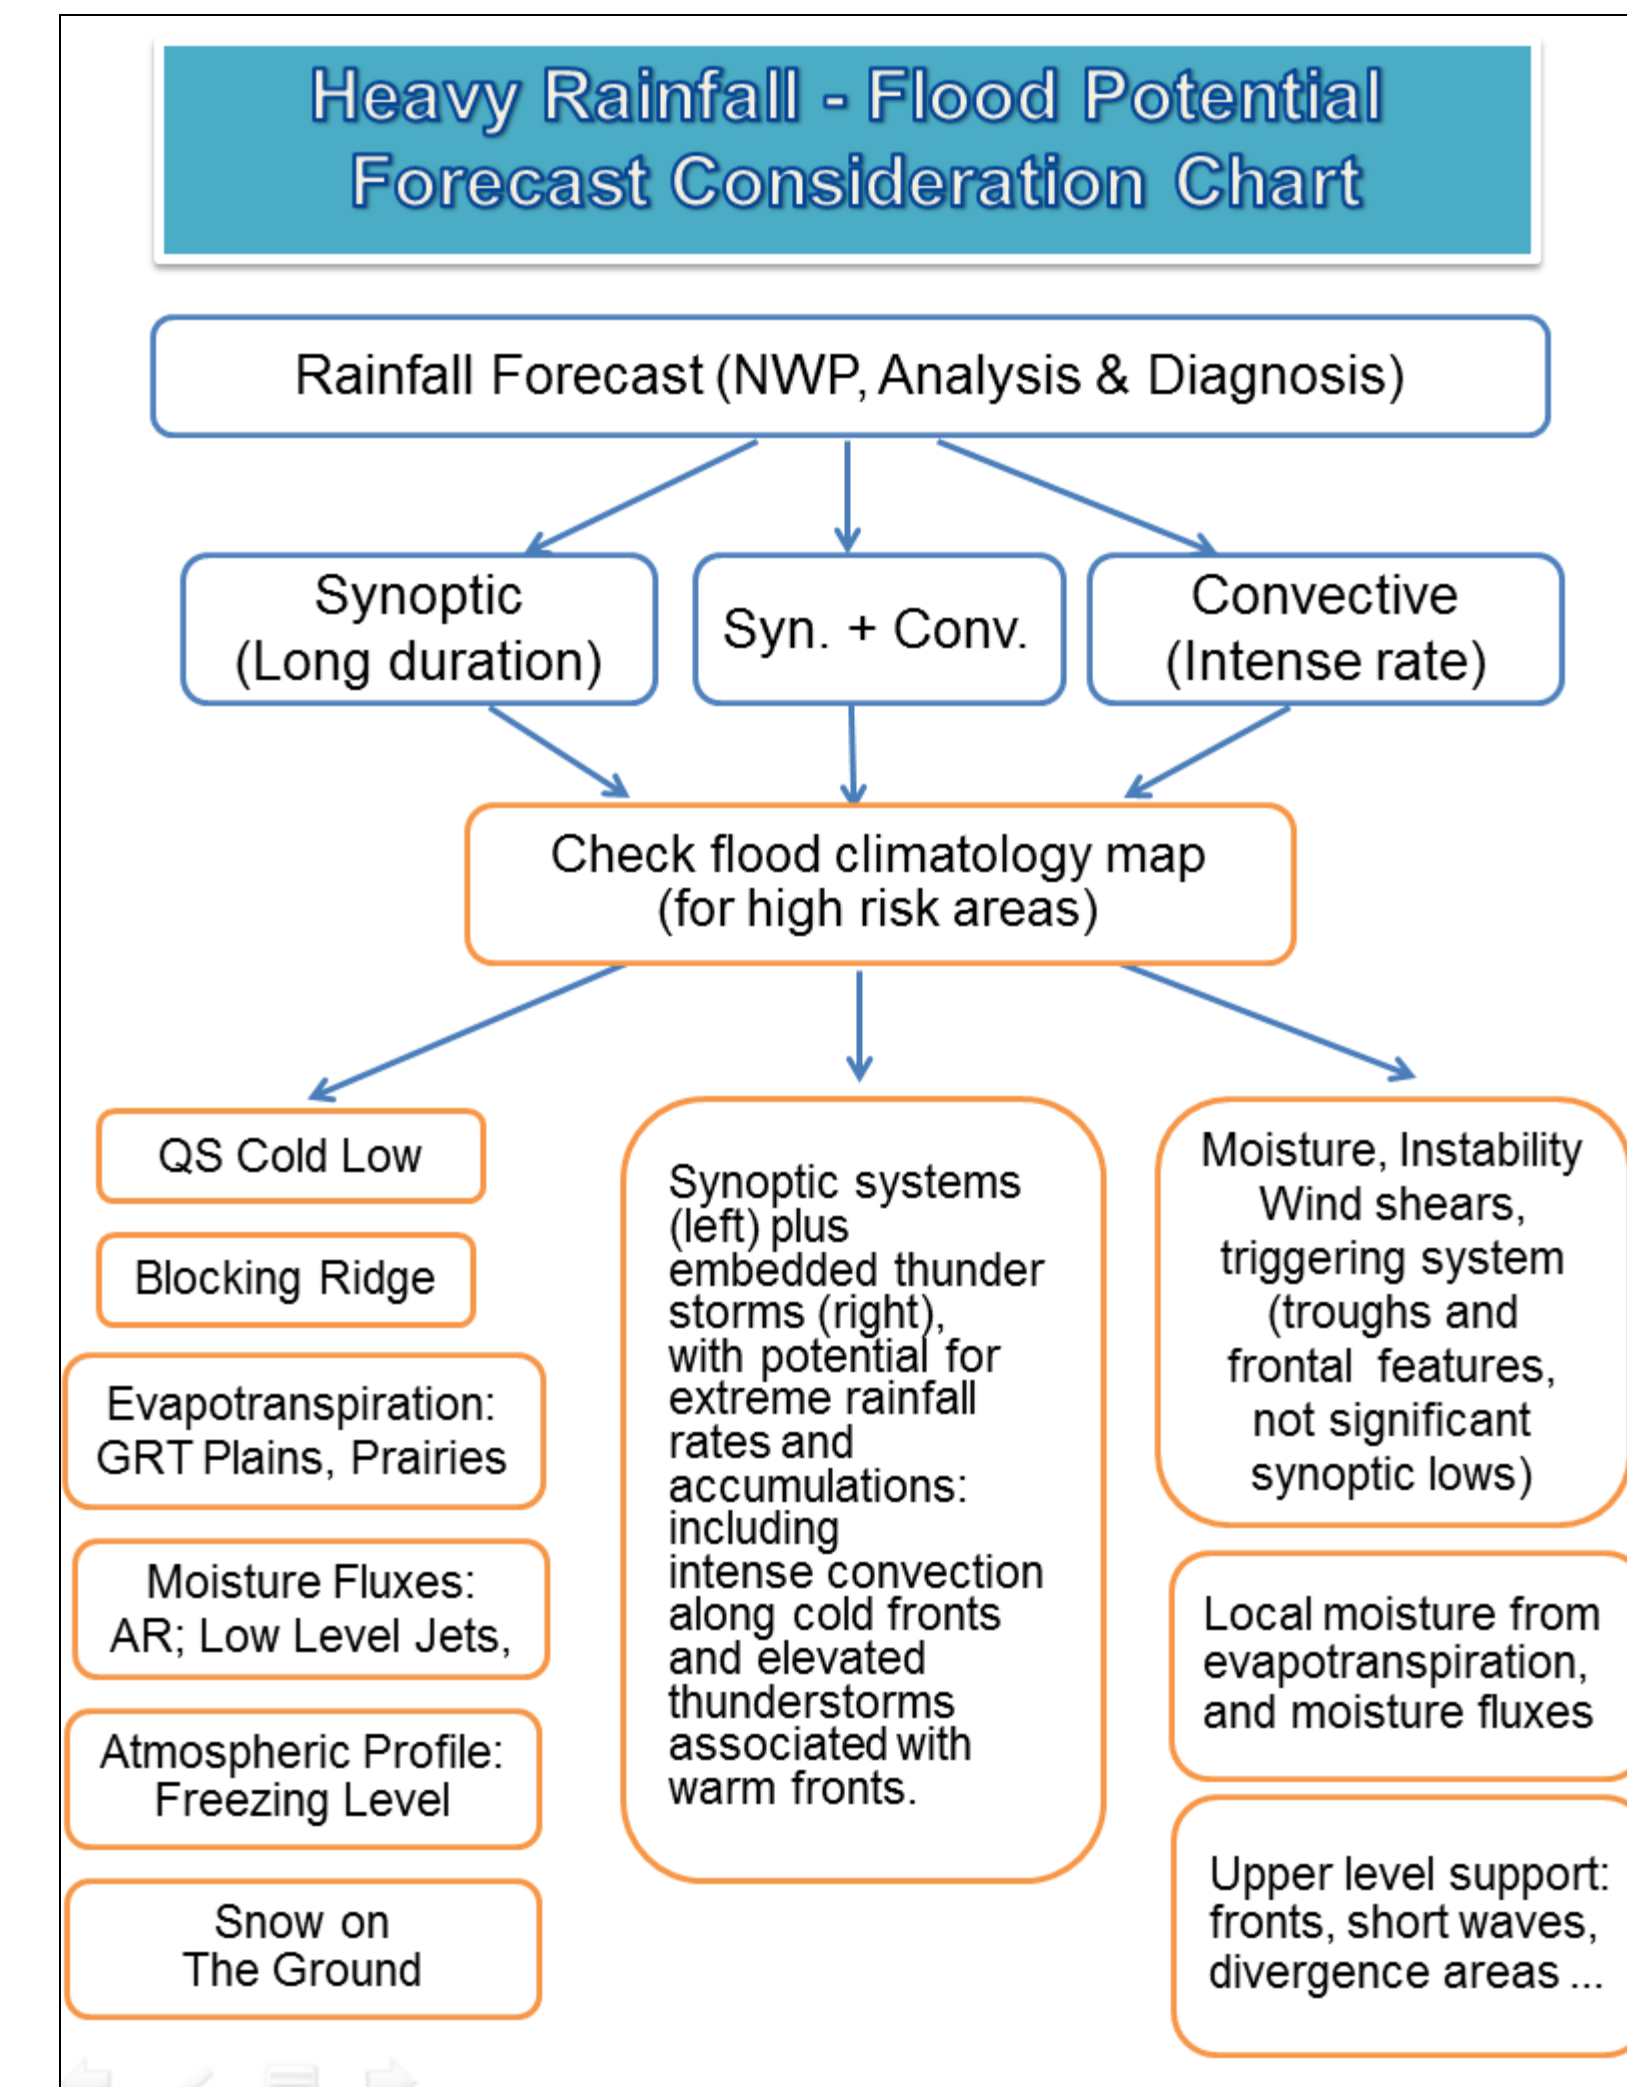 Heavy Rainfall - Flood Potential
Forecast Consideration Chart
Rainfall Forecast (NWP, Analysis & Diagnosis)
Synoptic
(Long duration)
Syn. + Conv.
Convective
(Intense rate)
Check flood climatology map
(for high risk areas)
QS Cold Low
Blocking Ridge
Evapotranspiration:
GRT Plains, Prairies
Moisture Fluxes:
AR; Low Level Jets,
Atmospheric Profile:
Freezing Level
Snow on
The Ground
Synoptic systems
(left) plus
embedded thunder
storms (right),
with potential for
extreme rainfall
rates and
accumulations:
including
intense convection
along cold fronts
and elevated
thunderstorms
associated with
warm fronts.
Moisture, Instability
Wind shears,
triggering system
(troughs and
frontal features,
not significant
synoptic lows)
Local moisture from
evapotranspiration,
and moisture fluxes
Upper level support:
fronts, short waves,
divergence areas ...